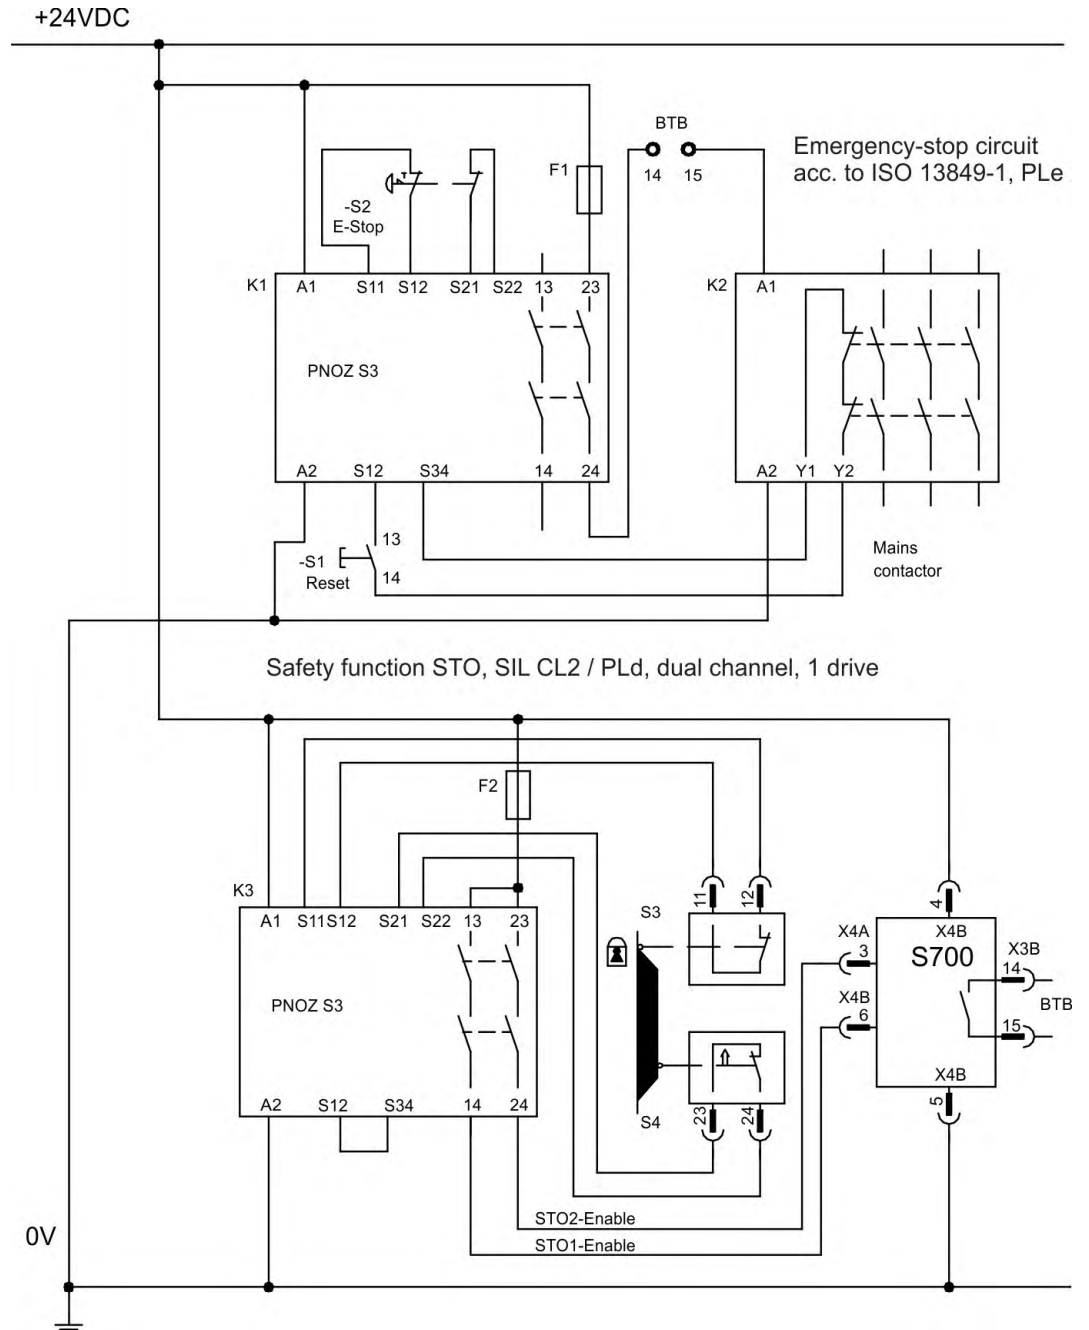 +24VDC
BTB
14 15
Emergency-stop circuit
acc. to ISO 13849-1, PLe
F1
-S2
E-Stop
K1 A1 S11 S12 S21 S22 13 23
K2 A1
PNOZ S3
A2 S12 S34 14 24
A2 Y1 Y2
13
-S1
Reset
14
Mains
contactor
Safety function STO, SIL CL2 / PLd, dual channel, 1 drive
F2
K3
A1 S11 S12 S21 S22 13 23
11 12
S3
4
X4B
S700
X4A
3
X3B
14
X4B
6
BTB
15
PNOZ S3
X4B
5
A2 S12 S34 14 24
S4
23 24
STO2-Enable
STO1-Enable
0V